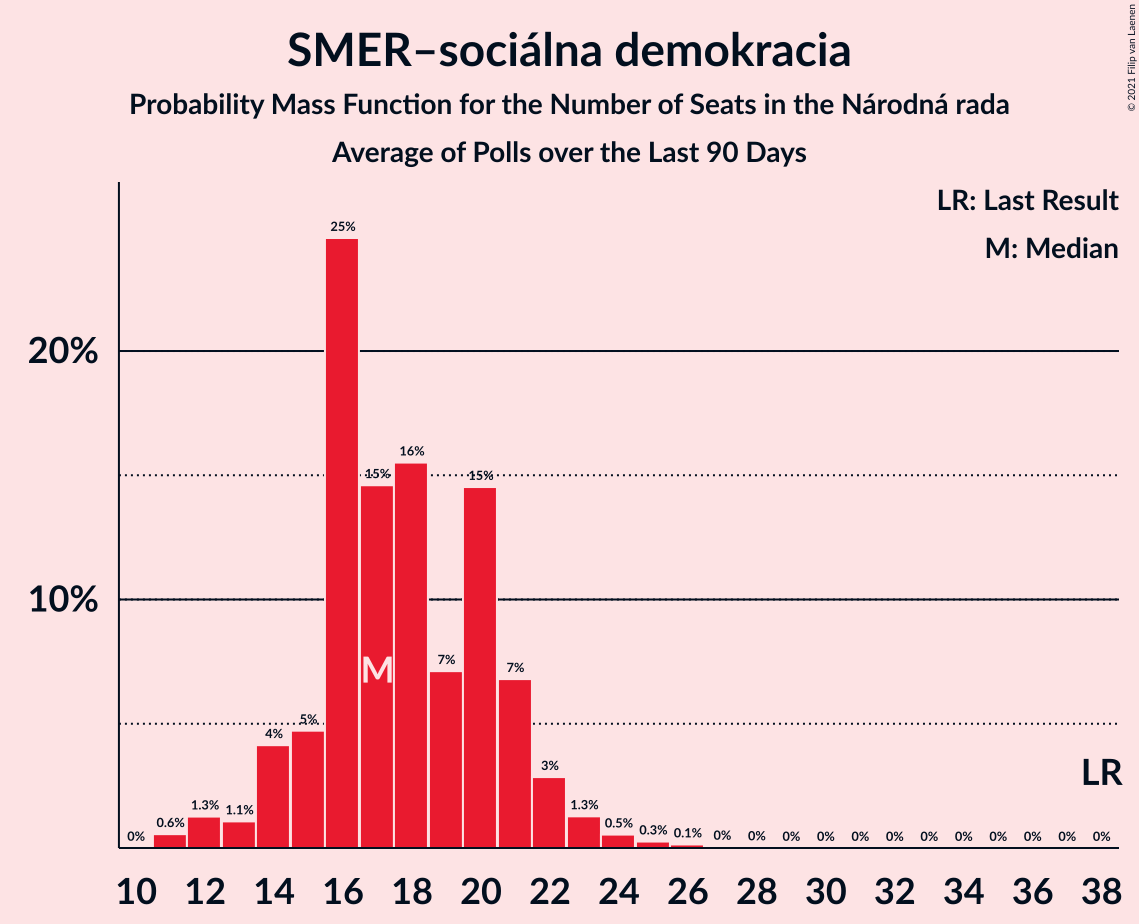 SMER–sociálna demokracia
Probability Mass Function for the Number of Seats in the Národná rada
Average of Polls over the Last 90 Days
© 2021 Filip van Laenen
LR: Last Result
M: Median
20%
10%
0% 0.6% 1.3% 1.1% 4% 5% 25% 15% 16% 7% 15% 7% 3% 1.3% 0.5% 0.3% 0.1% 0% 0% 0% 0% 0% 0% 0% 0% 0% 0% 0% 0%
M
LR
10 12 14 16 18 20 22 24 26 28 30 32 34 36 38